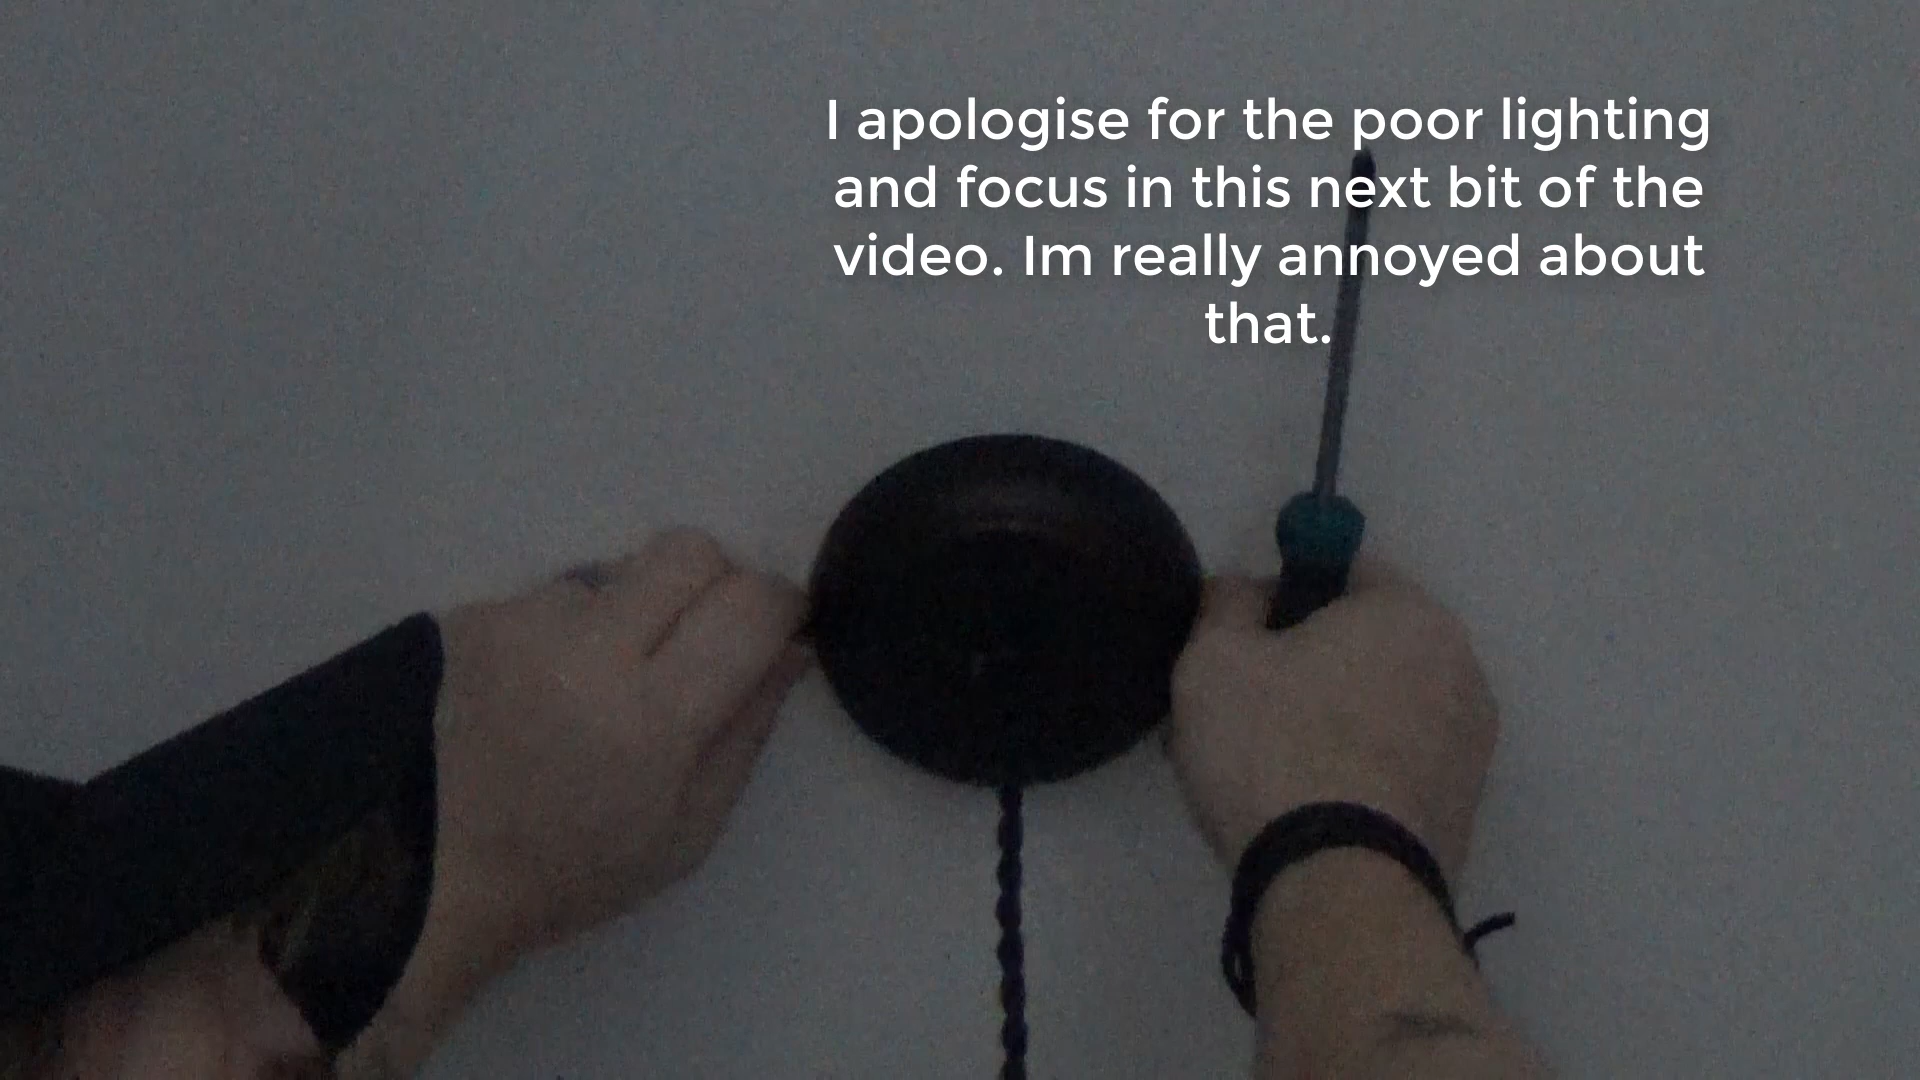 I apologise for the poor lighting
and focus in this next bit of the
video. Im really annoyed about
that.